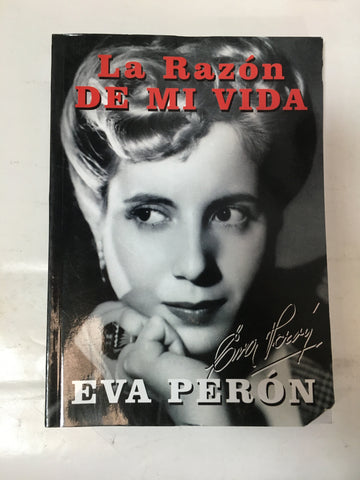 La Razón
DE MI VIDA
Eva Perón
EVA PERÓN